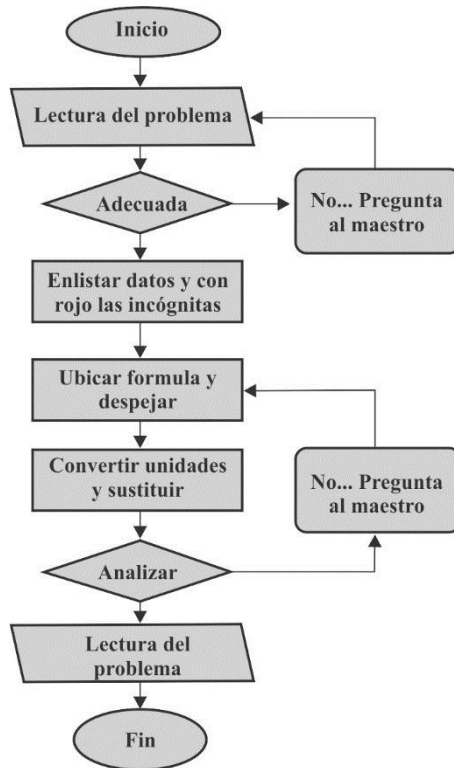 Inicio
Lectura del problema
Adecuada
No... Pregunta
al maestro
Enlistar datos y con
rojo las incógnitas
Ubicar formula y
despejar
Convertir unidades
y sustituir
No... Pregunta
al maestro
Analizar
Lectura del
problema
Fin